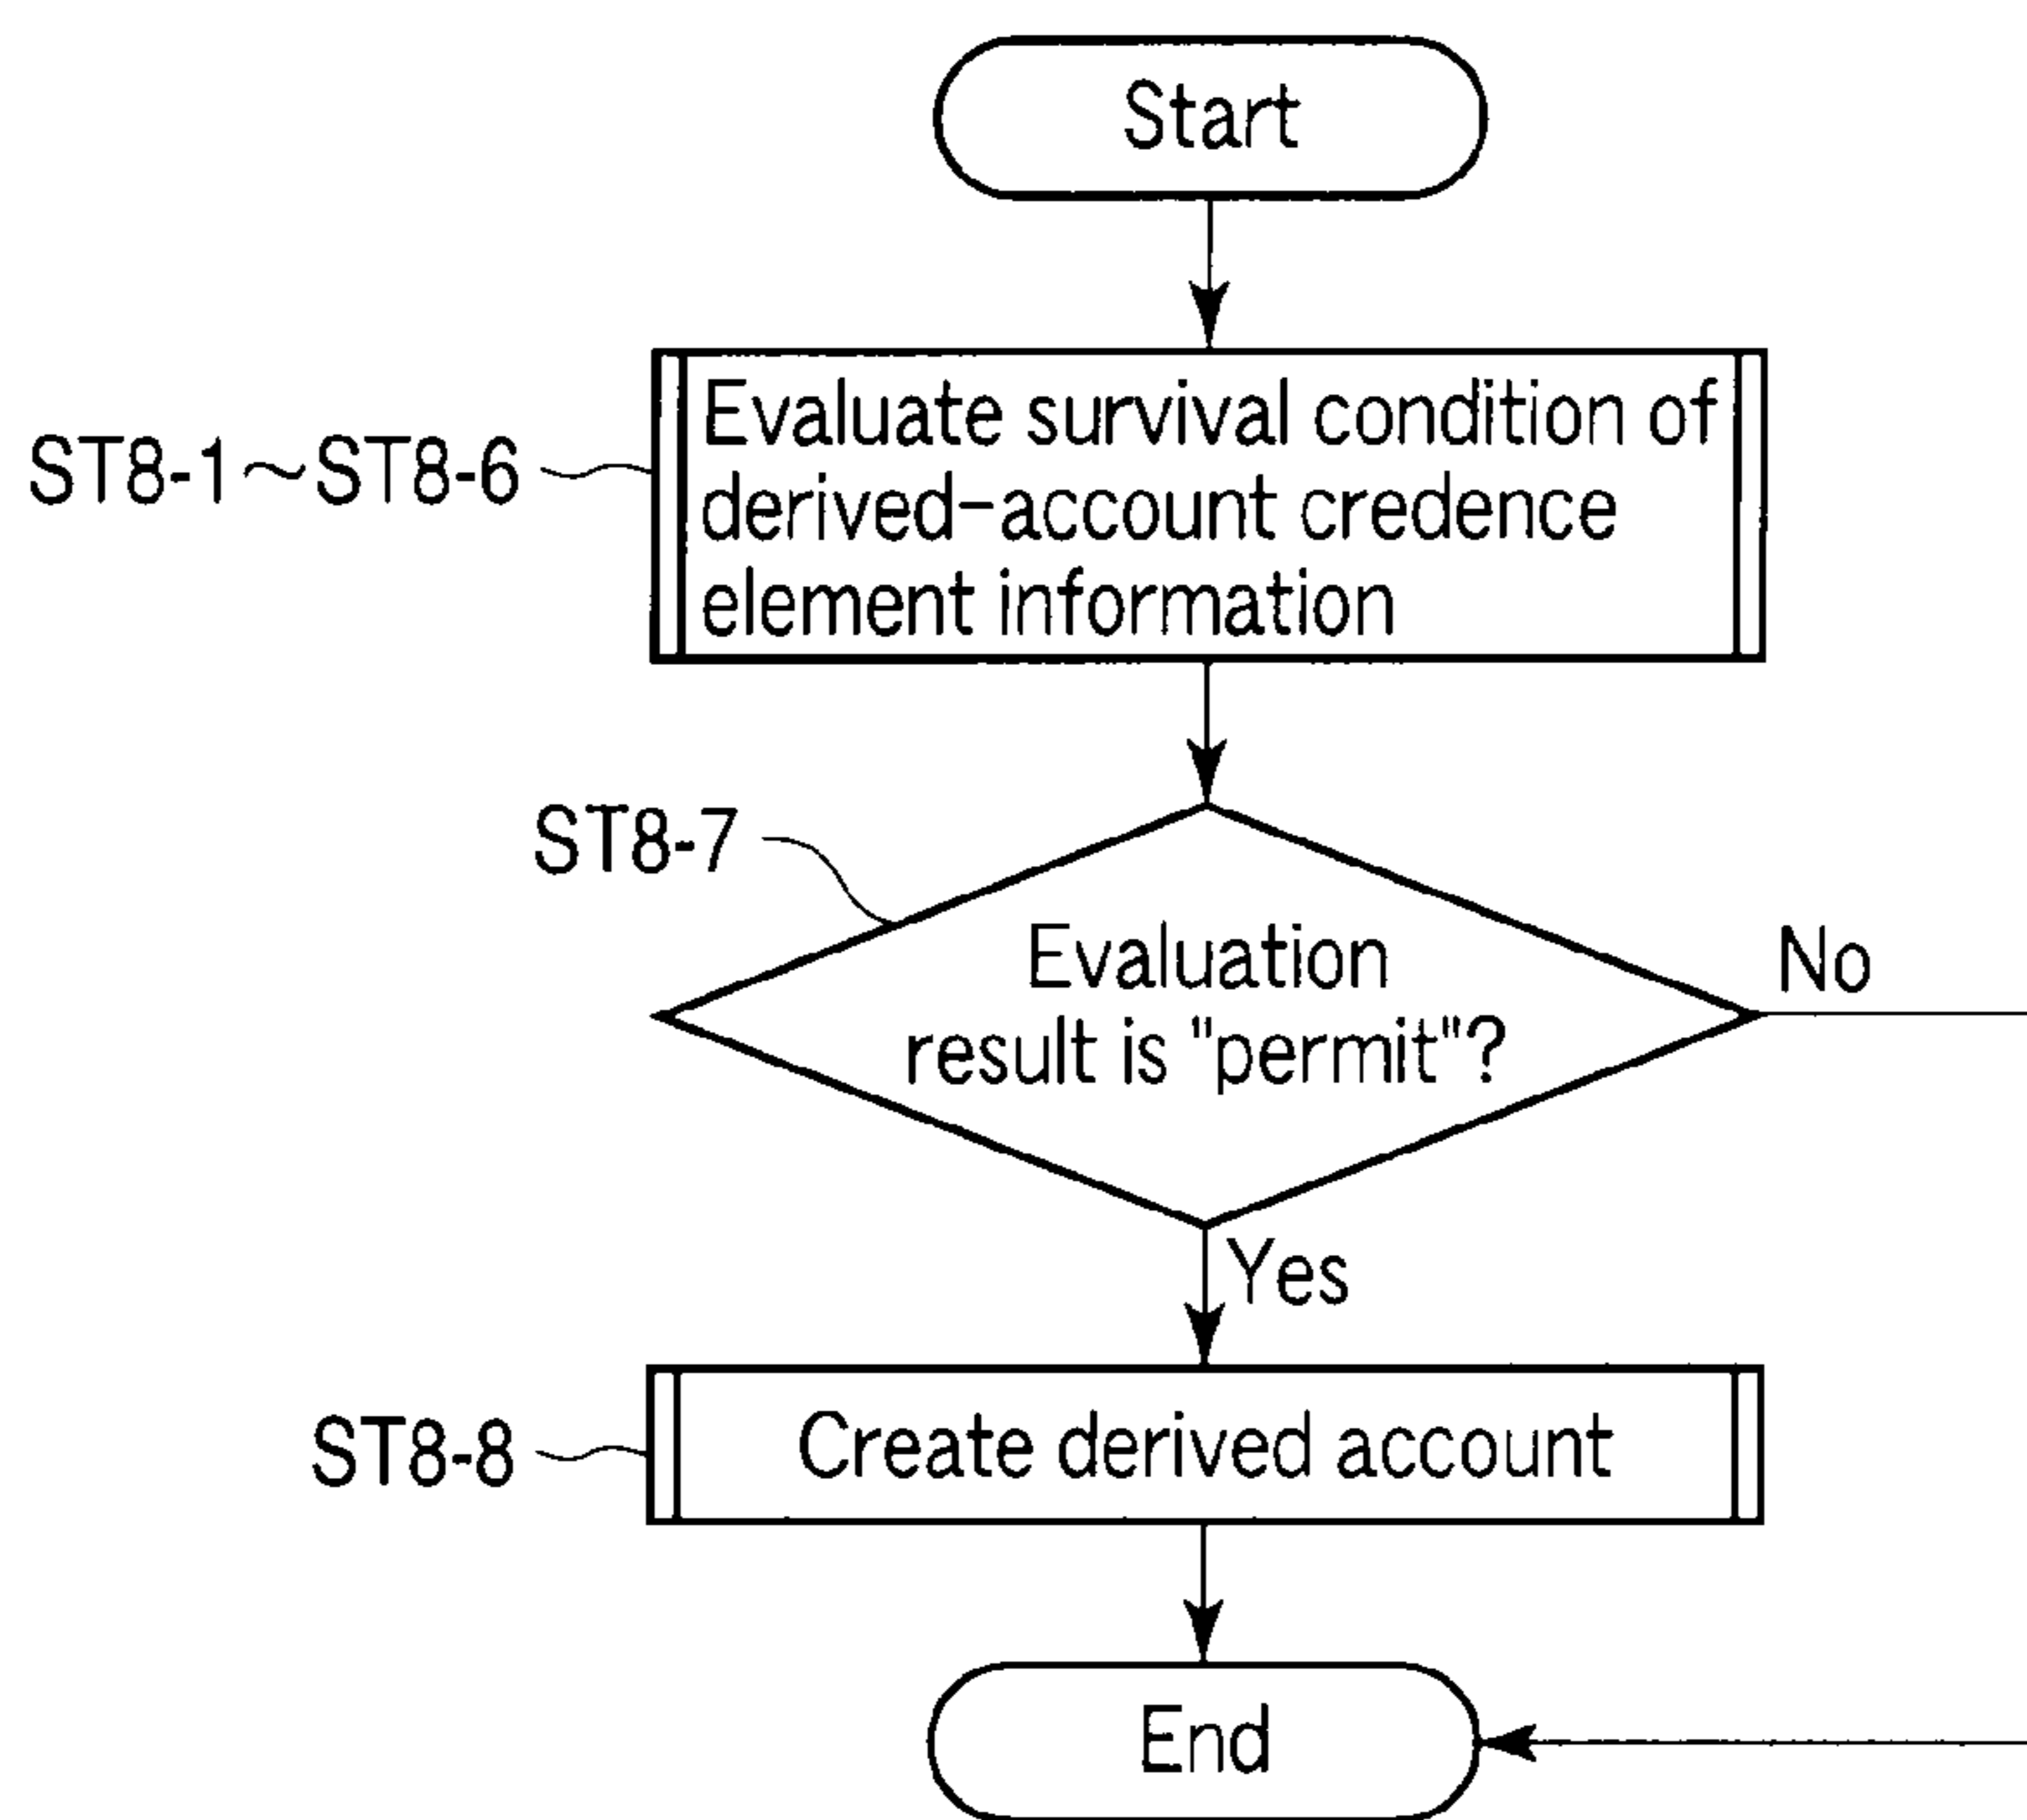 Start
ST8-1~ST8-6
Evaluate survival condition of
derived-account credence
element information
ST8-7
Evaluation
result is "permit"?
No
Yes
ST8-8
Create derived account
End